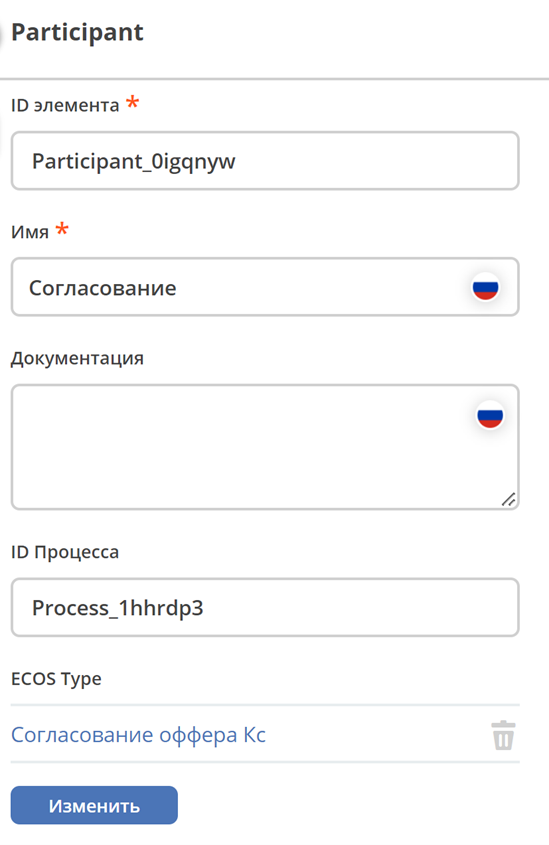 Participant
ID элемента *
Participant_0igqnyw
Имя *
Согласование
Документация
ID Процесса
Process_1hhrdp3
ECOS Type
Согласование оффера Кс
Изменить